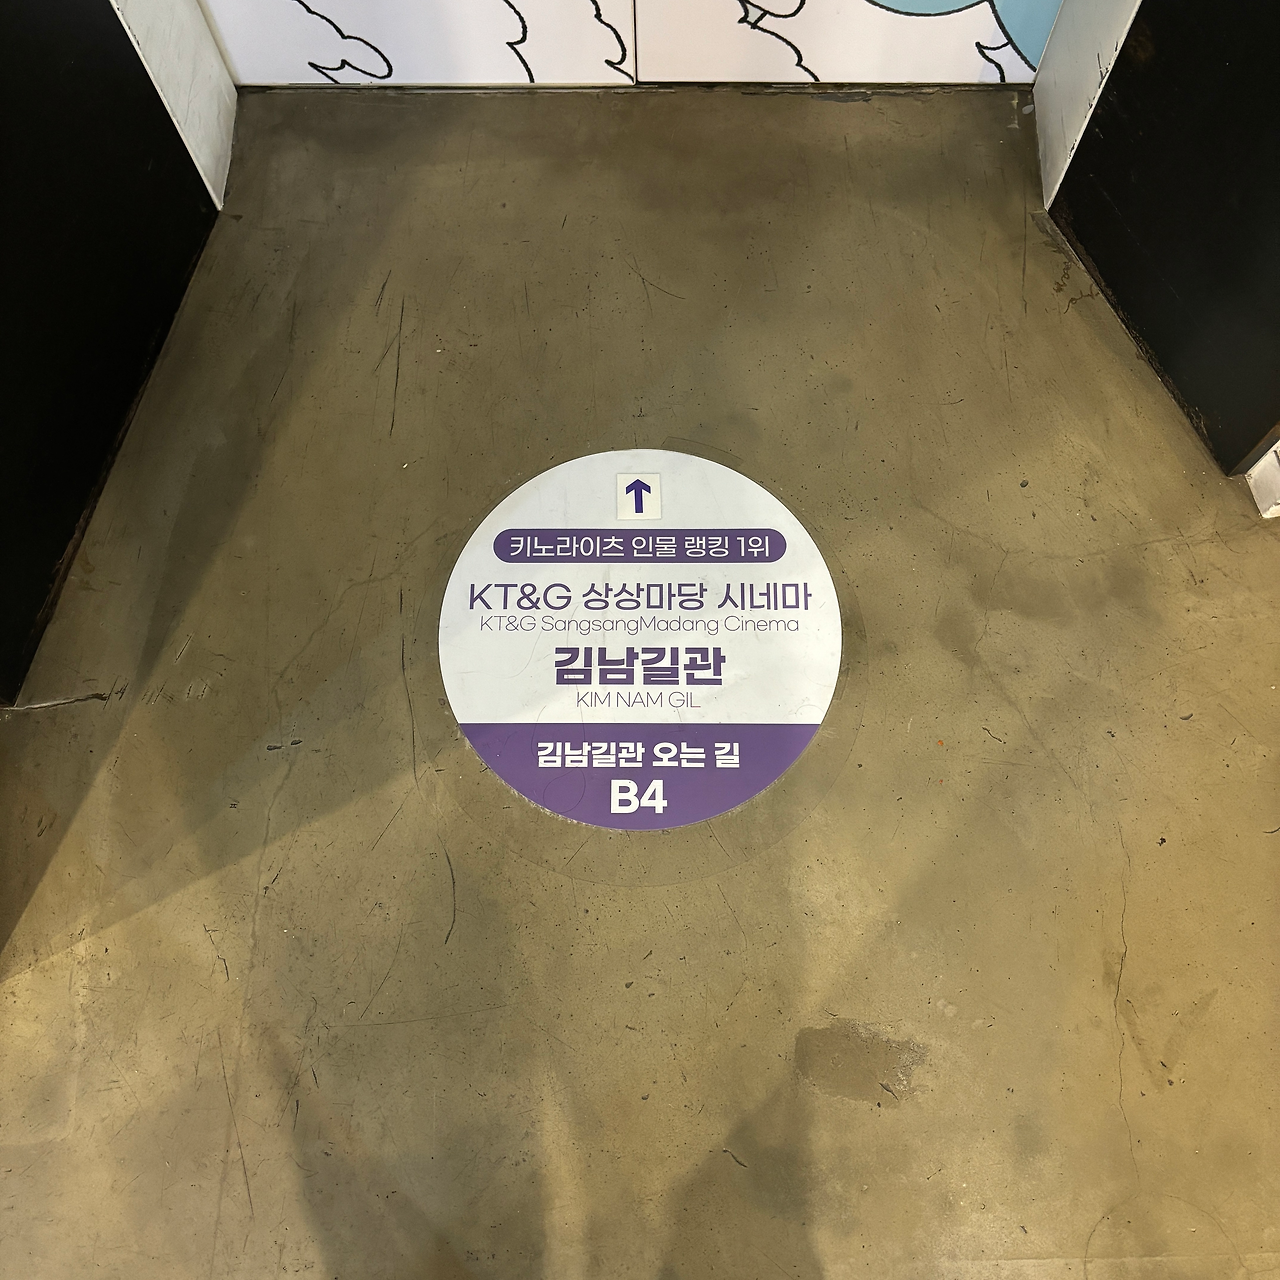 키노라이츠 인물 랭킹 1위
KT&G 상상마당 시네마
KT&G SangsangMadang Cinema
김남길관
KIM NAM GIL
김남길관 오는 길
B4